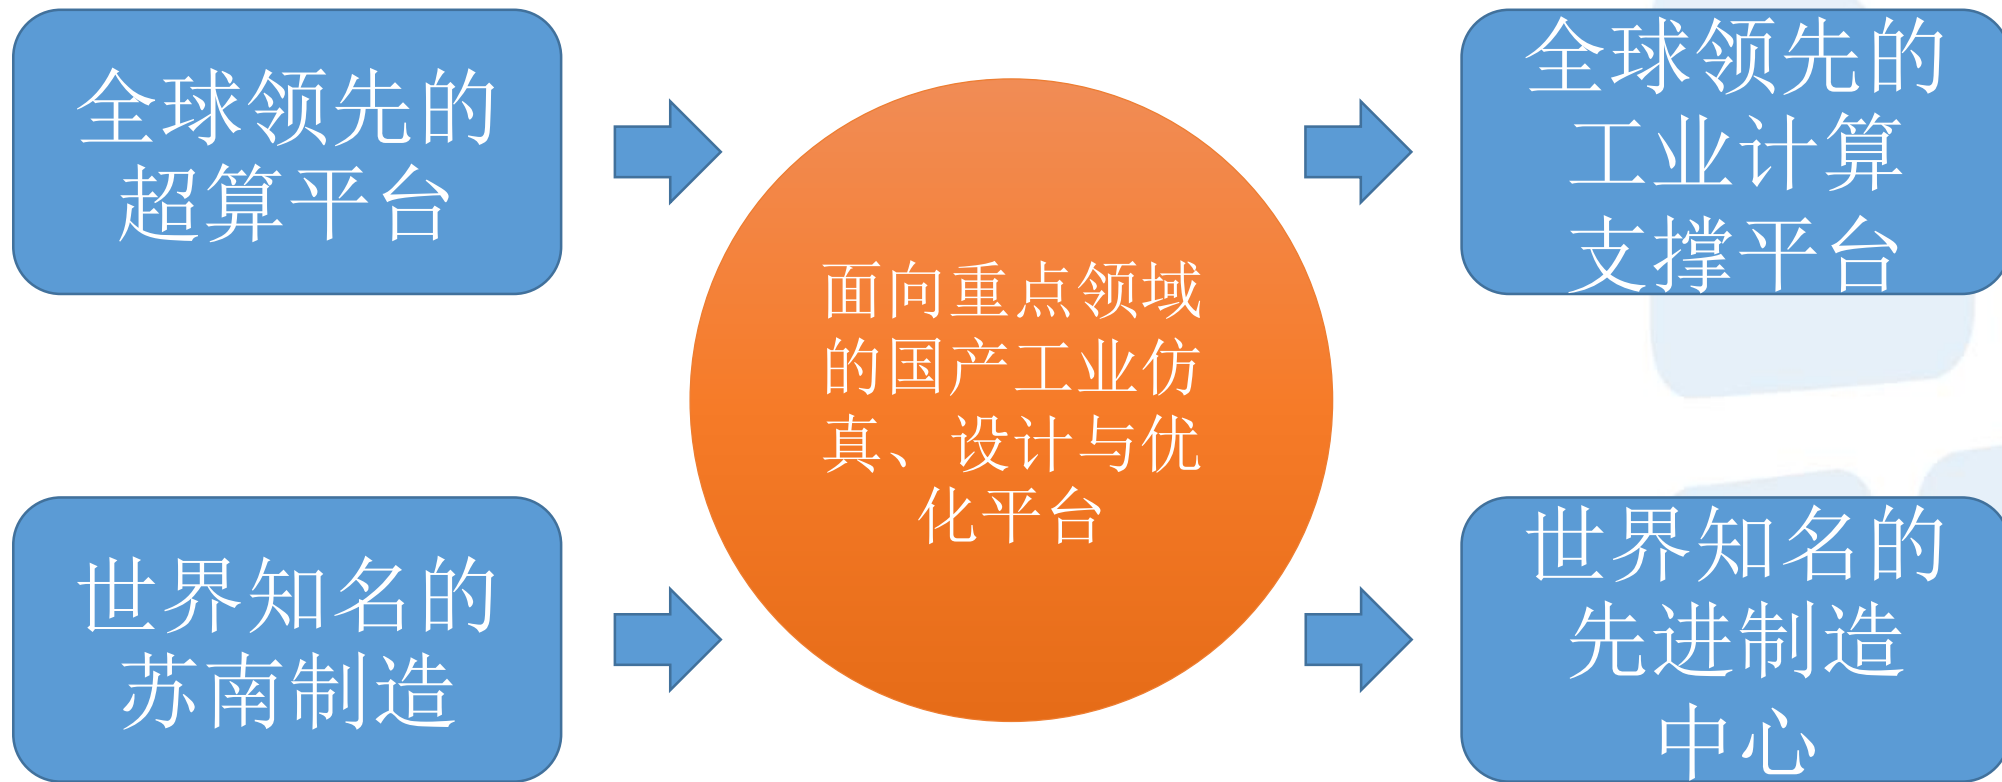 全球领先的
超算平台
世界知名的
苏南制造
面向重点领域
的国产工业仿
真、设计与优
化平台
全球领先的
工业计算
支撑平台
世界知名的
先进制造
中心